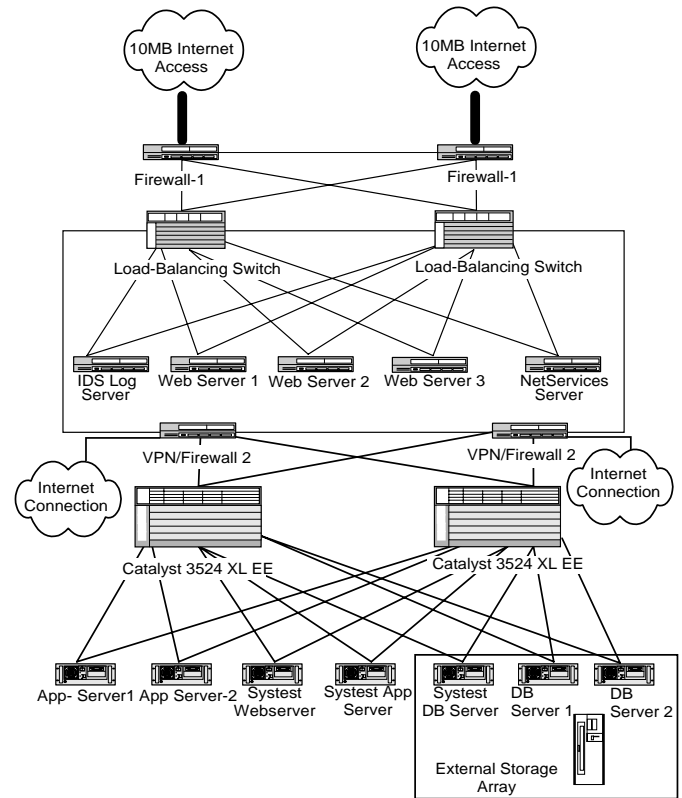 10MB Internet
Access
10MB Internet
Access
Firewall-1
Firewall-1
Load-Balancing Switch
Load-Balancing Switch
IDS Log
Server
Web Server 1
Web Server 2
Web Server 3
NetServices
Server
VPN/Firewall 2
VPN/Firewall 2
Internet
Connection
Internet
Connection
Catalyst 3524 XL EE
Catalyst 3524 XL EE
App- Server1
App Server-2
Systest
Webserver
Systest App
Server
Systest
DB Server
DB
Server 1
DB
Server 2
External Storage
Array